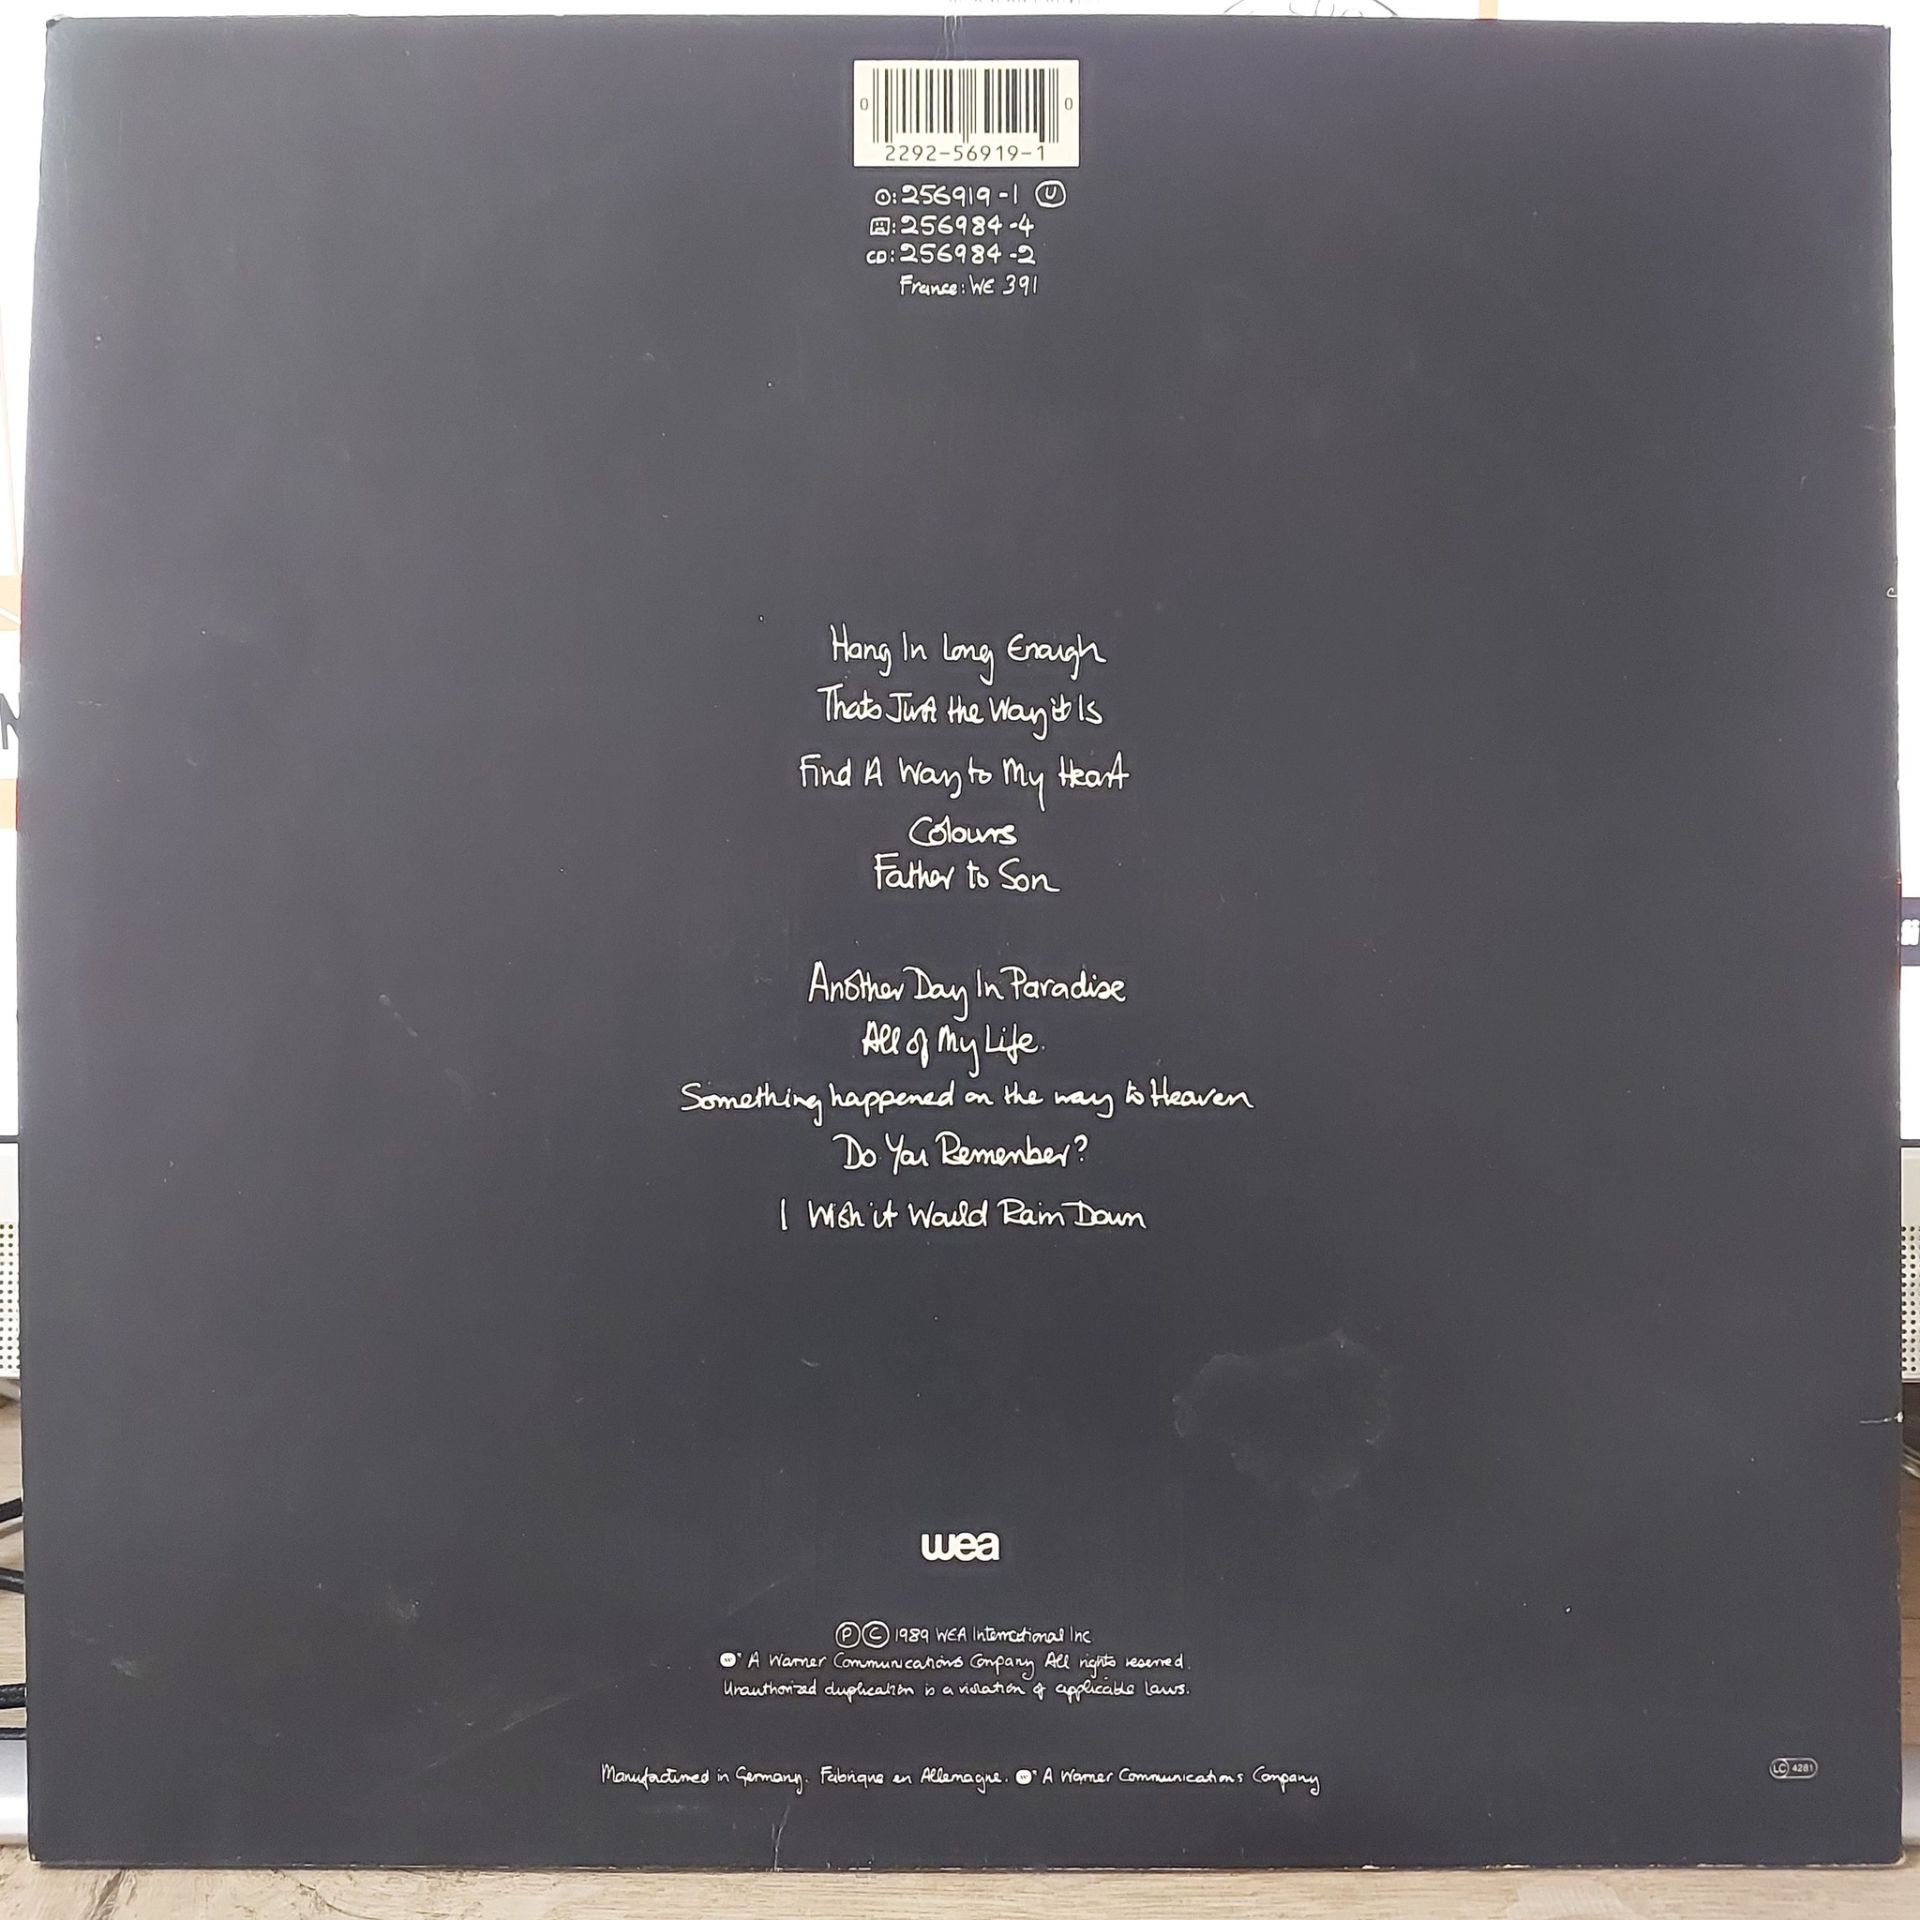 0 0
2292-56919-1
: 256919-1 U
: 256984-4
CD: 256984-2
France: WE 391
Hang In Long Enough
Thats Just the Way it Is
Find A Way to My Heart
Colours
Father to Son
Another Day In Paradise
All of My Life.
Something happened on the way to Heaven
Do You Remember?
I Wish it Would Rain Down
wea
Ⓟ Ⓒ 1989 WEA International Inc
A Warner Communications Company All rights reserved.
Unauthorized duplication is a violation of applicable laws.
Manufactured in Germany. Fabrique en Allemagne. A Warner Communications Company
LC 4281